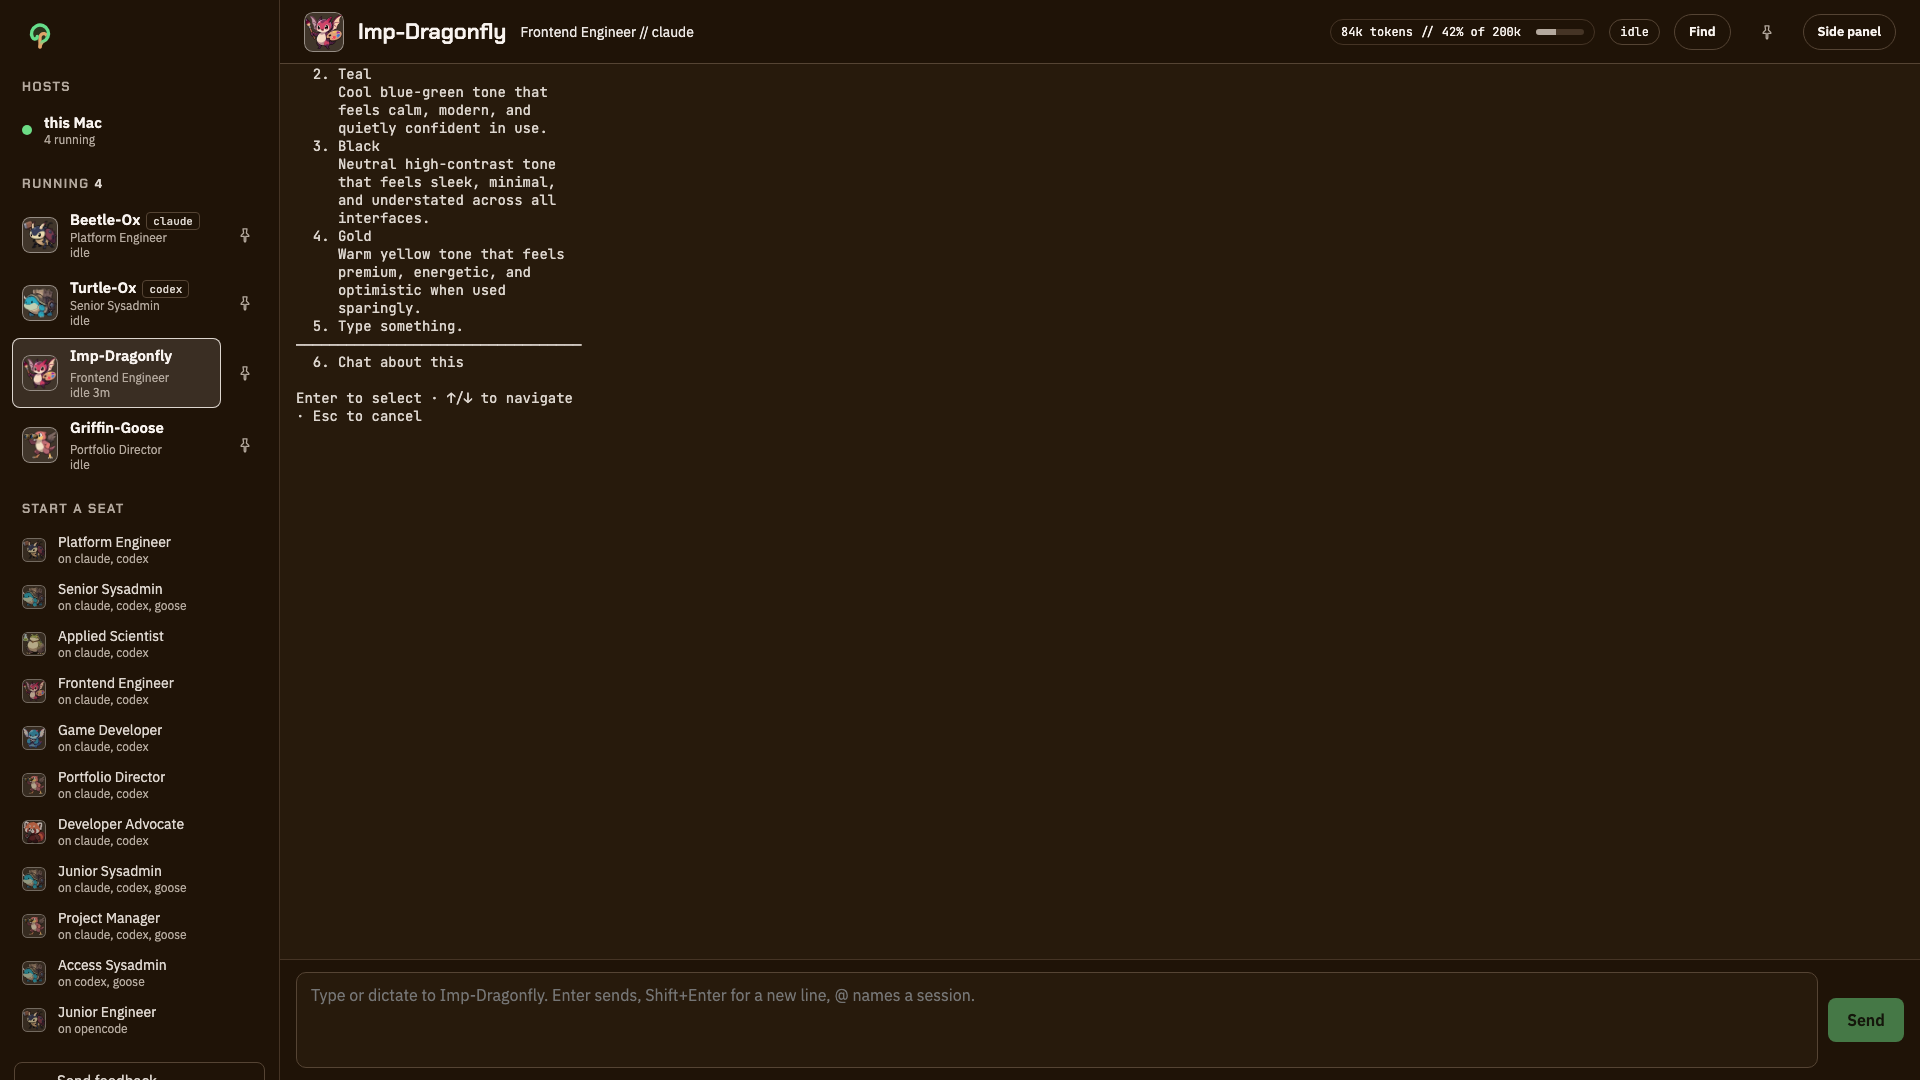 HOSTS
this Mac
4 running
RUNNING 4
Beetle-Ox claude
Platform Engineer
idle
Turtle-Ox codex
Senior Sysadmin
idle
Imp-Dragonfly
Frontend Engineer
idle 3m
Griffin-Goose
Portfolio Director
idle
START A SEAT
Platform Engineer
on claude, codex
Senior Sysadmin
on claude, codex, goose
Applied Scientist
on claude, codex
Frontend Engineer
on claude, codex
Game Developer
on claude, codex
Portfolio Director
on claude, codex
Developer Advocate
on claude, codex
Junior Sysadmin
on claude, codex, goose
Project Manager
on claude, codex, goose
Access Sysadmin
on codex, goose
Junior Engineer
on opencode
Send feedback
Imp-Dragonfly Frontend Engineer // claude
84k tokens // 42% of 200k
idle
Find
Side panel
2. Teal
Cool blue-green tone that
feels calm, modern, and
quietly confident in use.
3. Black
Neutral high-contrast tone
that feels sleek, minimal,
and understated across all
interfaces.
4. Gold
Warm yellow tone that feels
premium, energetic, and
optimistic when used
sparingly.
5. Type something.
6. Chat about this
Enter to select · ↑/↓ to navigate
· Esc to cancel
Type or dictate to Imp-Dragonfly. Enter sends, Shift+Enter for a new line, @ names a session.
Send